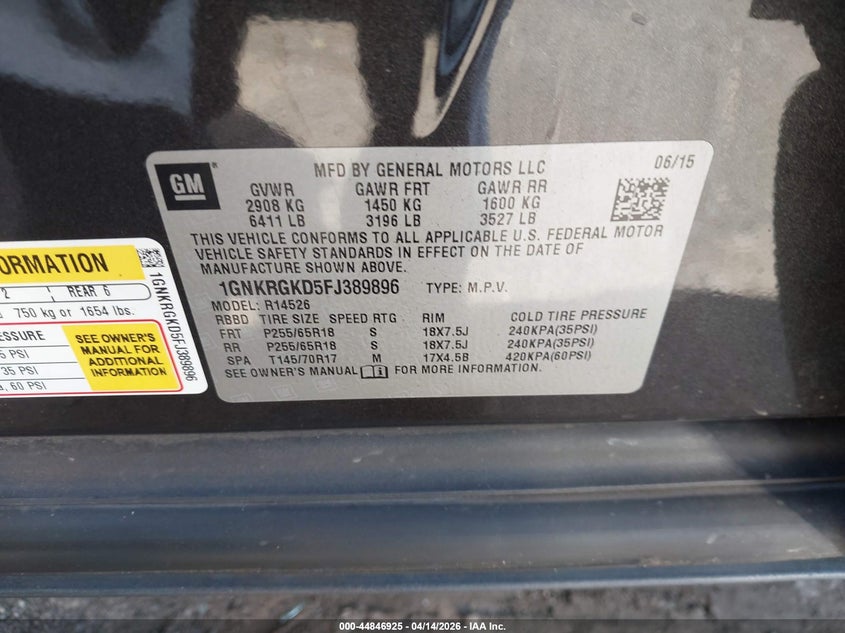 GM
MFD BY GENERAL MOTORS LLC
06/15
GVWR GAWR FRT GAWR RR
2908 KG 1450 KG 1600 KG
6411 LB 3196 LB 3527 LB
THIS VEHICLE CONFORMS TO ALL APPLICABLE U.S. FEDERAL MOTOR
VEHICLE SAFETY STANDARDS IN EFFECT ON THE DATE OF
MANUFACTURE SHOWN ABOVE.
1GNKRGKD5FJ389896 TYPE: M.P.V.
MODEL: R14526
RBBD TIRE SIZE SPEED RTG RIM COLD TIRE PRESSURE
FRT P255/65R18 S 18X7.5J 240KPA(35PSI)
RR P255/65R18 S 18X7.5J 240KPA(35PSI)
SPA T145/70R17 M 17X4.5B 420KPA(60PSI)
SEE OWNER'S MANUAL FOR MORE INFORMATION.
ORMATION
2 REAR 6
750 kg or 1654 lbs.
ESSURE
5 PSI
35 PSI
a, 60 PSI
SEE OWNER'S
MANUAL FOR
ADDITIONAL
INFORMATION
1GNKRGKD5FJ389896
000-44846925 | 04/14/2026 | IAA Inc.